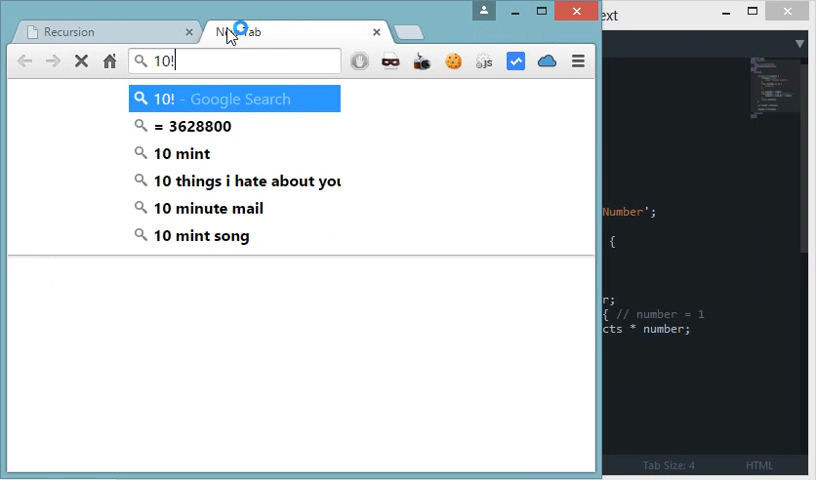 Recursion
New Tab
10!
10! - Google Search
= 3628800
10 mint
10 things i hate about you
10 minute mail
10 mint song
.js
ext
Number';
{
r;
{ // number = 1
cts * number;
Tab Size: 4
HTML